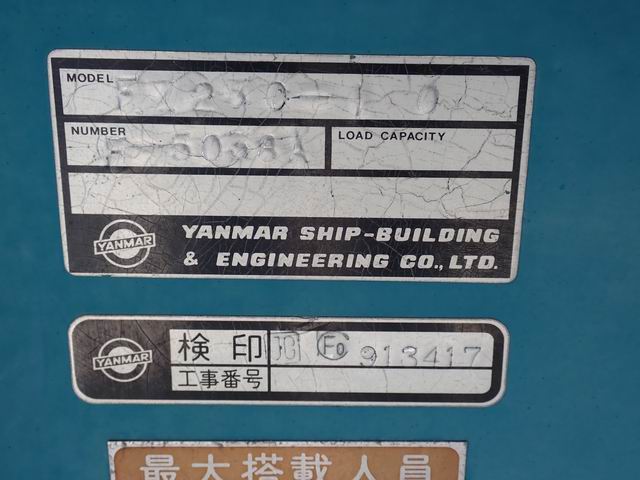 MODEL
NUMBER
LOAD CAPACITY
YANMAR
YANMAR SHIP-BUILDING
& ENGINEERING CO., LTD.
YANMAR
検印 913417
工事番号
最大搭載人員